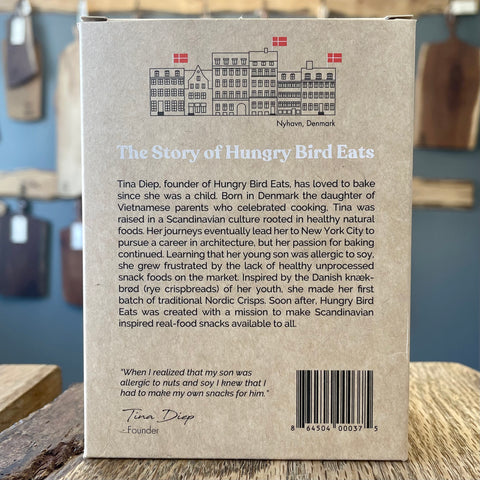 Nyhavn, Denmark
The Story of Hungry Bird Eats
Tina Diep, founder of Hungry Bird Eats, has loved to bake
since she was a child. Born in Denmark the daughter of
Vietnamese parents who celebrated cooking, Tina was
raised in a Scandinavian culture rooted in healthy natural
foods. Her journeys eventually lead her to New York City to
pursue a career in architecture, but her passion for baking
continued. Learning that her young son was allergic to soy,
she grew frustrated by the lack of healthy unprocessed
snack foods on the market. Inspired by the Danish knæk-
brød (rye crispbreads) of her youth, she made her first
batch of traditional Nordic Crisps. Soon after, Hungry Bird
Eats was created with a mission to make Scandinavian
inspired real-food snacks available to all.
"When I realized that my son was
allergic to nuts and soy I knew that I
had to make my own snacks for him."
Tina Diep
Founder
8 64504 00037 5